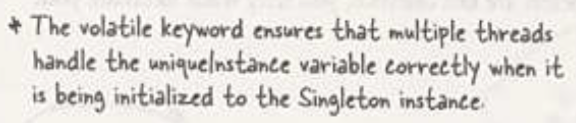 * The volatile keyword ensures that multiple threads
handle the uniqueInstance variable correctly when it
is being initialized to the Singleton instance.